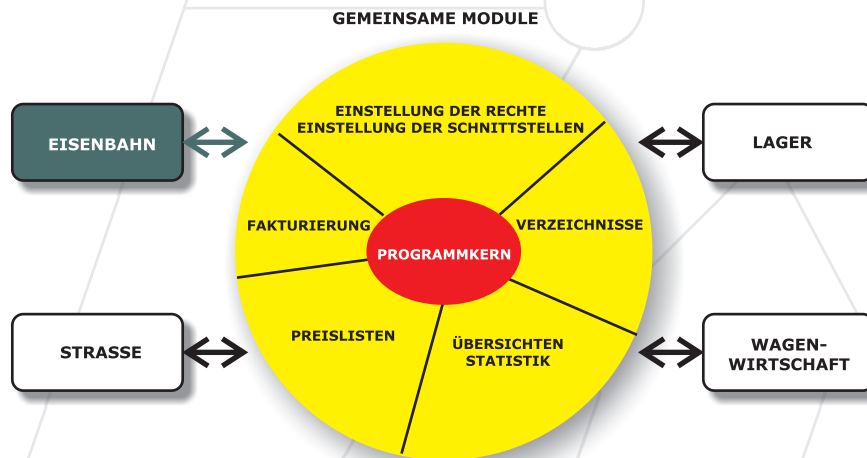 GEMEINSAME MODULE
EINSTELLUNG DER RECHTE
EINSTELLUNG DER SCHNITTSTELLEN
EISENBAHN
LAGER
FAKTURIERUNG
VERZEICHNISSE
PROGRAMMKERN
PREISLISTEN
ÜBERSICHTEN
STATISTIK
STRASSE
WAGEN-
WIRTSCHAFT